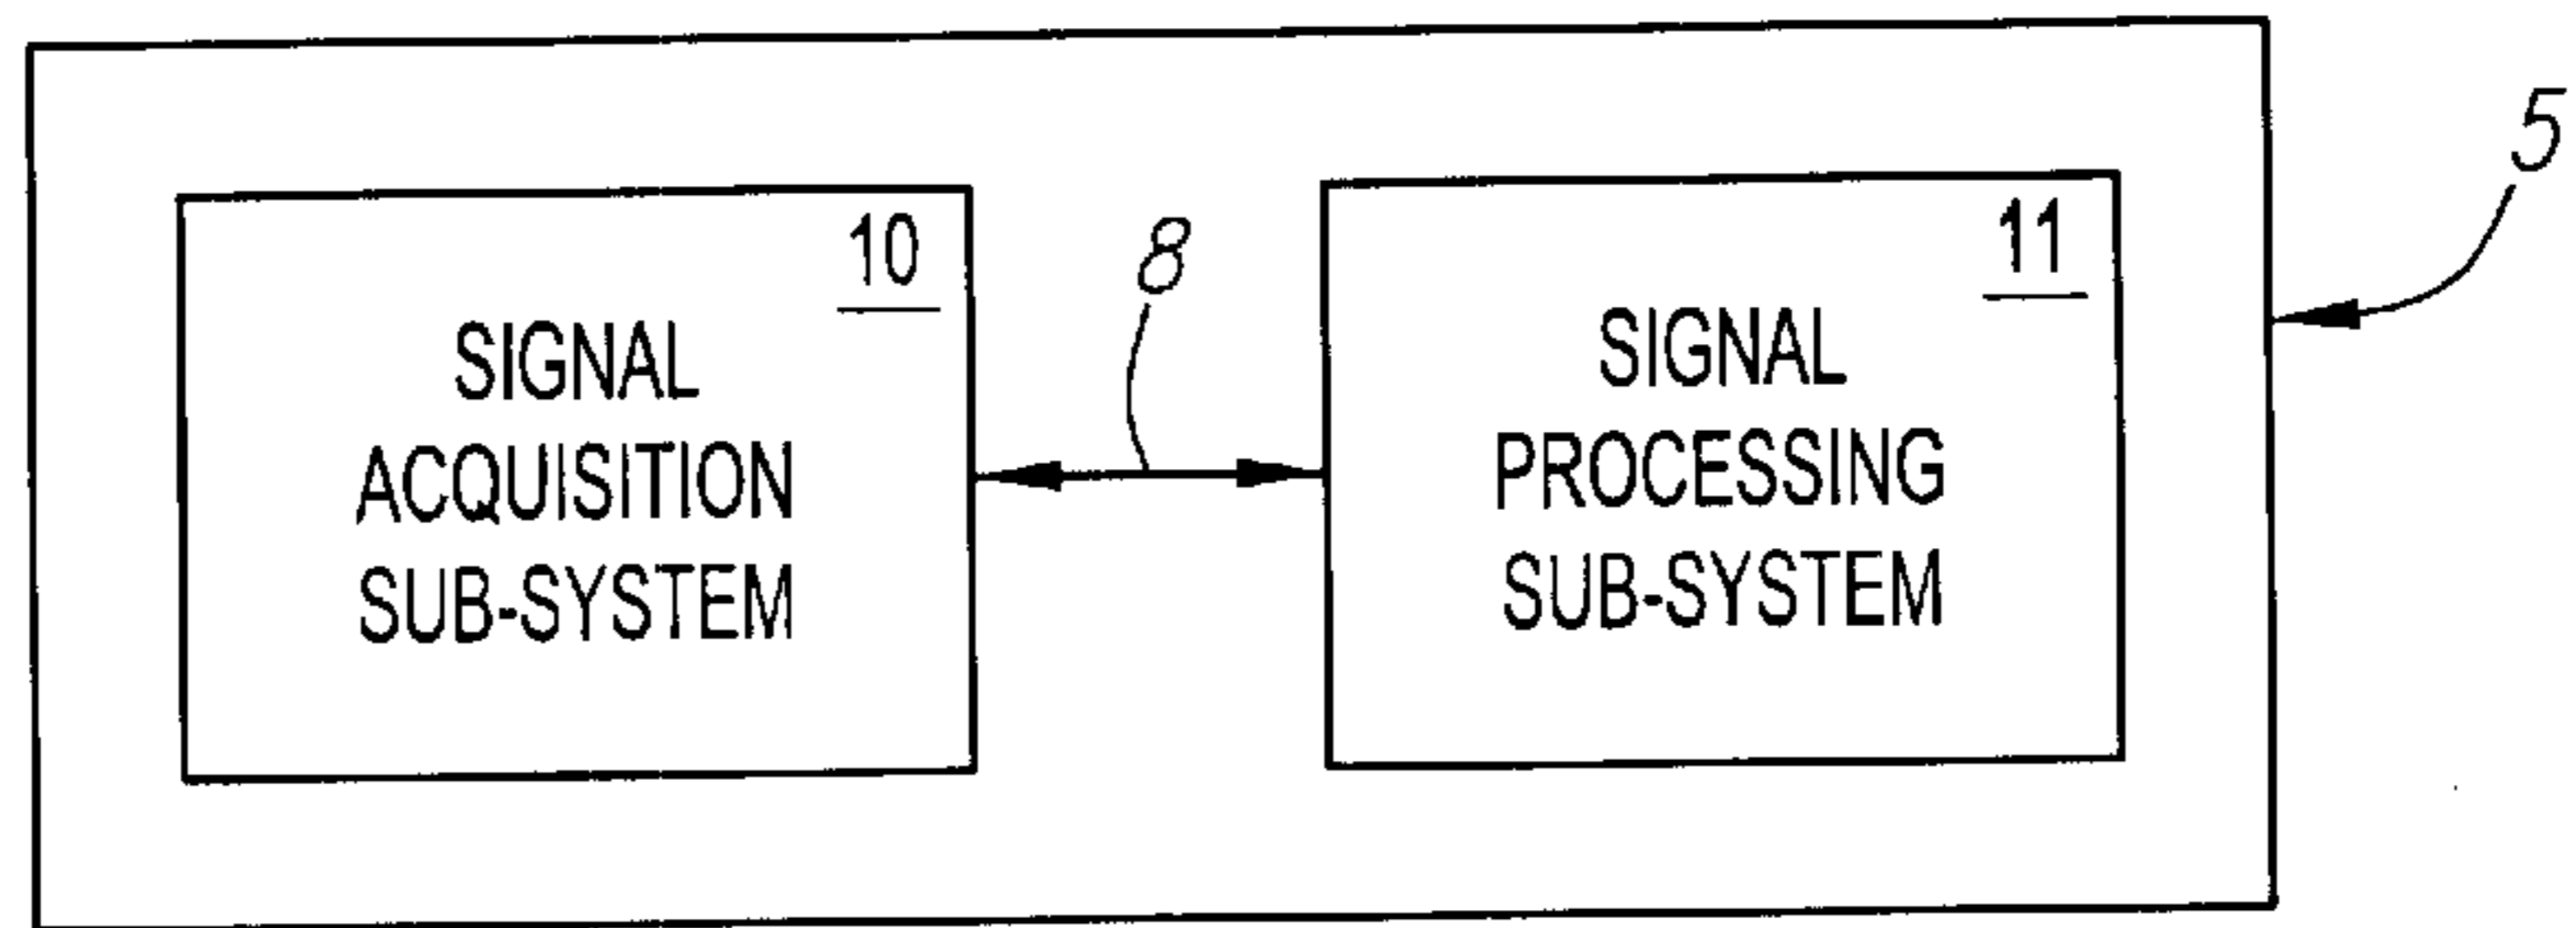 5
10
SIGNAL
ACQUISITION
SUB-SYSTEM
8
11
SIGNAL
PROCESSING
SUB-SYSTEM